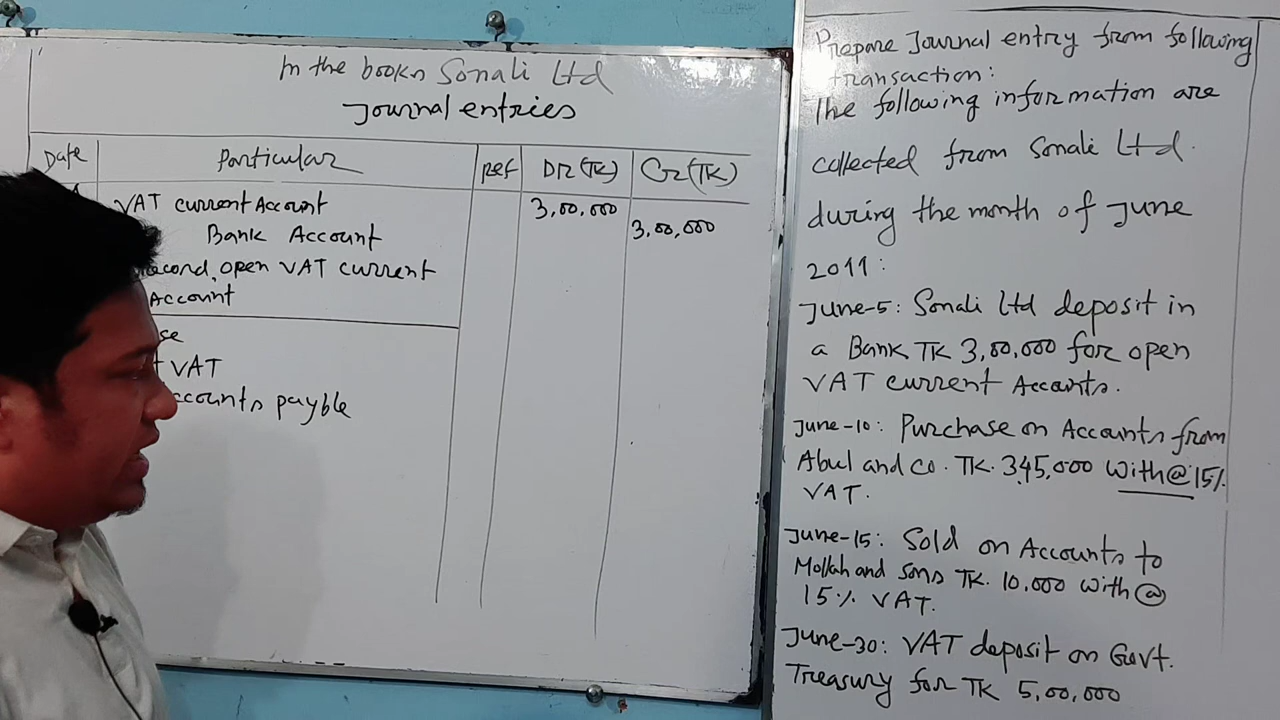 In the books Sonali Ltd
Journal entries
Date Particular Ref DR(TK) Cr(TK)
VAT current Account 3,00,000
Bank Account 3,00,000
open VAT current
Account
VAT
payble
Prepare Journal entry from following
transaction:
The following information are
collected from Sonali Ltd.
during the month of June
2011:
June-5: Sonali Ltd deposit in
a Bank TK 3,00,000 for open
VAT current Accounts.
June-10: Purchase on Accounts from
Abul and Co. TK. 345,000 with@15%
VAT.
June-15: Sold on Accounts to
Mollah and Sons TK. 10,000 with@
15% VAT.
June-30: VAT deposit on Govt.
Treasury for TK 5,00,000